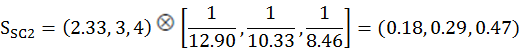 S_SC2 = (2.33, 3, 4) ⊗ [1/12.90, 1/10.33, 1/8.46] = (0.18, 0.29, 0.47)